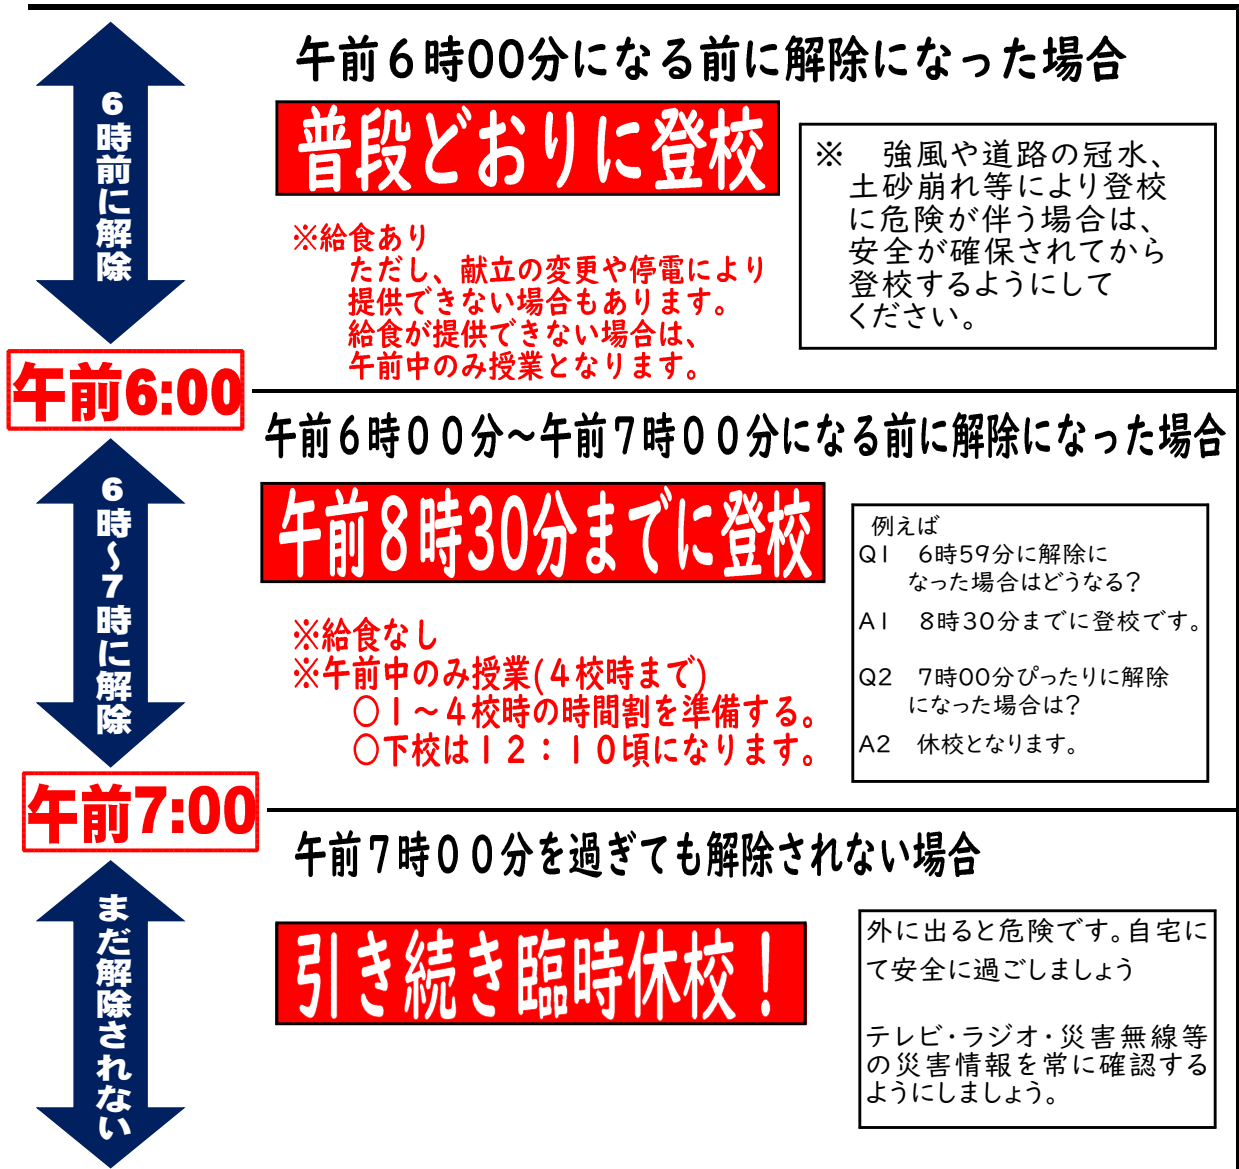 6時前に解除
午前６時00分になる前に解除になった場合
普段どおりに登校
※給食あり
ただし、献立の変更や停電により
提供できない場合もあります。
給食が提供できない場合は、
午前中のみ授業となります。
※　強風や道路の冠水、
土砂崩れ等により登校
に危険が伴う場合は、
安全が確保されてから
登校するようにして
ください。
午前6:00
6時～7時に解除
午前６時００分～午前７時００分になる前に解除になった場合
午前８時30分までに登校
※給食なし
※午前中のみ授業(４校時まで)
○１～４校時の時間割を準備する。
○下校は１２：１０頃になります。
例えば
Q1　6時59分に解除に
なった場合はどうなる？
A1　8時30分までに登校です。
Q2　7時00分ぴったりに解除
になった場合は？
A2　休校となります。
午前7:00
まだ解除されない
午前７時００分を過ぎても解除されない場合
引き続き臨時休校！
外に出ると危険です。自宅に
て安全に過ごしましょう
テレビ・ラジオ・災害無線等
の災害情報を常に確認する
ようにしましょう。